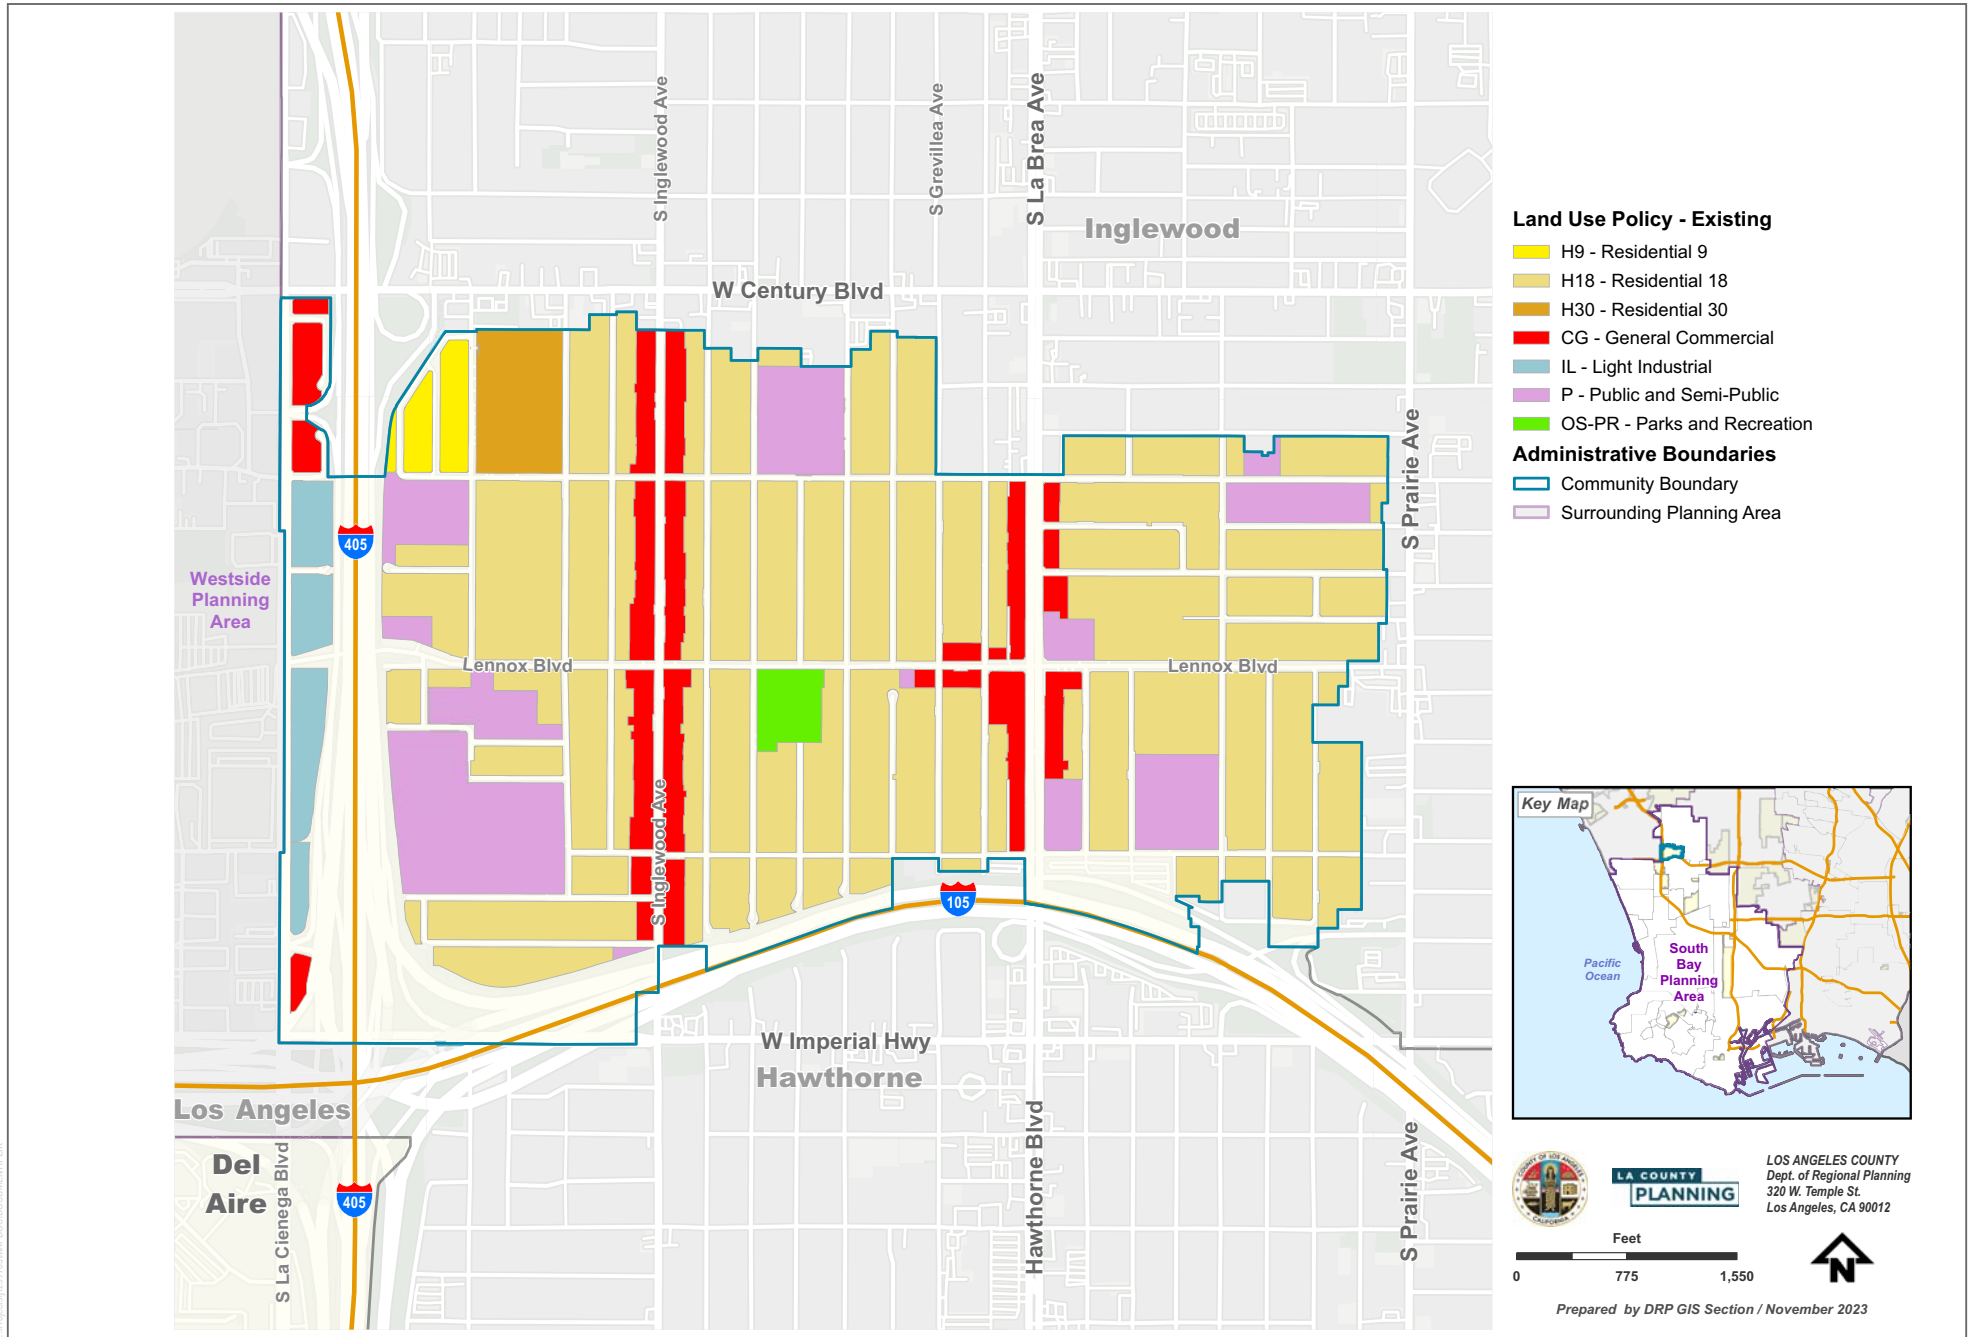 S Inglewood Ave
S Grevillea Ave
S La Brea Ave
Inglewood
W Century Blvd
S Prairie Ave
405
Westside
Planning
Area
Lennox Blvd
Lennox Blvd
S Inglewood Ave
105
W Imperial Hwy
Hawthorne
Los Angeles
Del
Aire
S La Cienega Blvd
405
Hawthorne Blvd
S Prairie Ave
Land Use Policy - Existing
H9 - Residential 9
H18 - Residential 18
H30 - Residential 30
CG - General Commercial
IL - Light Industrial
P - Public and Semi-Public
OS-PR - Parks and Recreation
Administrative Boundaries
Community Boundary
Surrounding Planning Area
Key Map
Pacific
Ocean
South
Bay
Planning
Area
COUNTY OF LOS ANGELES
CALIFORNIA
LA COUNTY
PLANNING
LOS ANGELES COUNTY
Dept. of Regional Planning
320 W. Temple St.
Los Angeles, CA 90012
Feet
0 775 1,550
N
Prepared by DRP GIS Section / November 2023